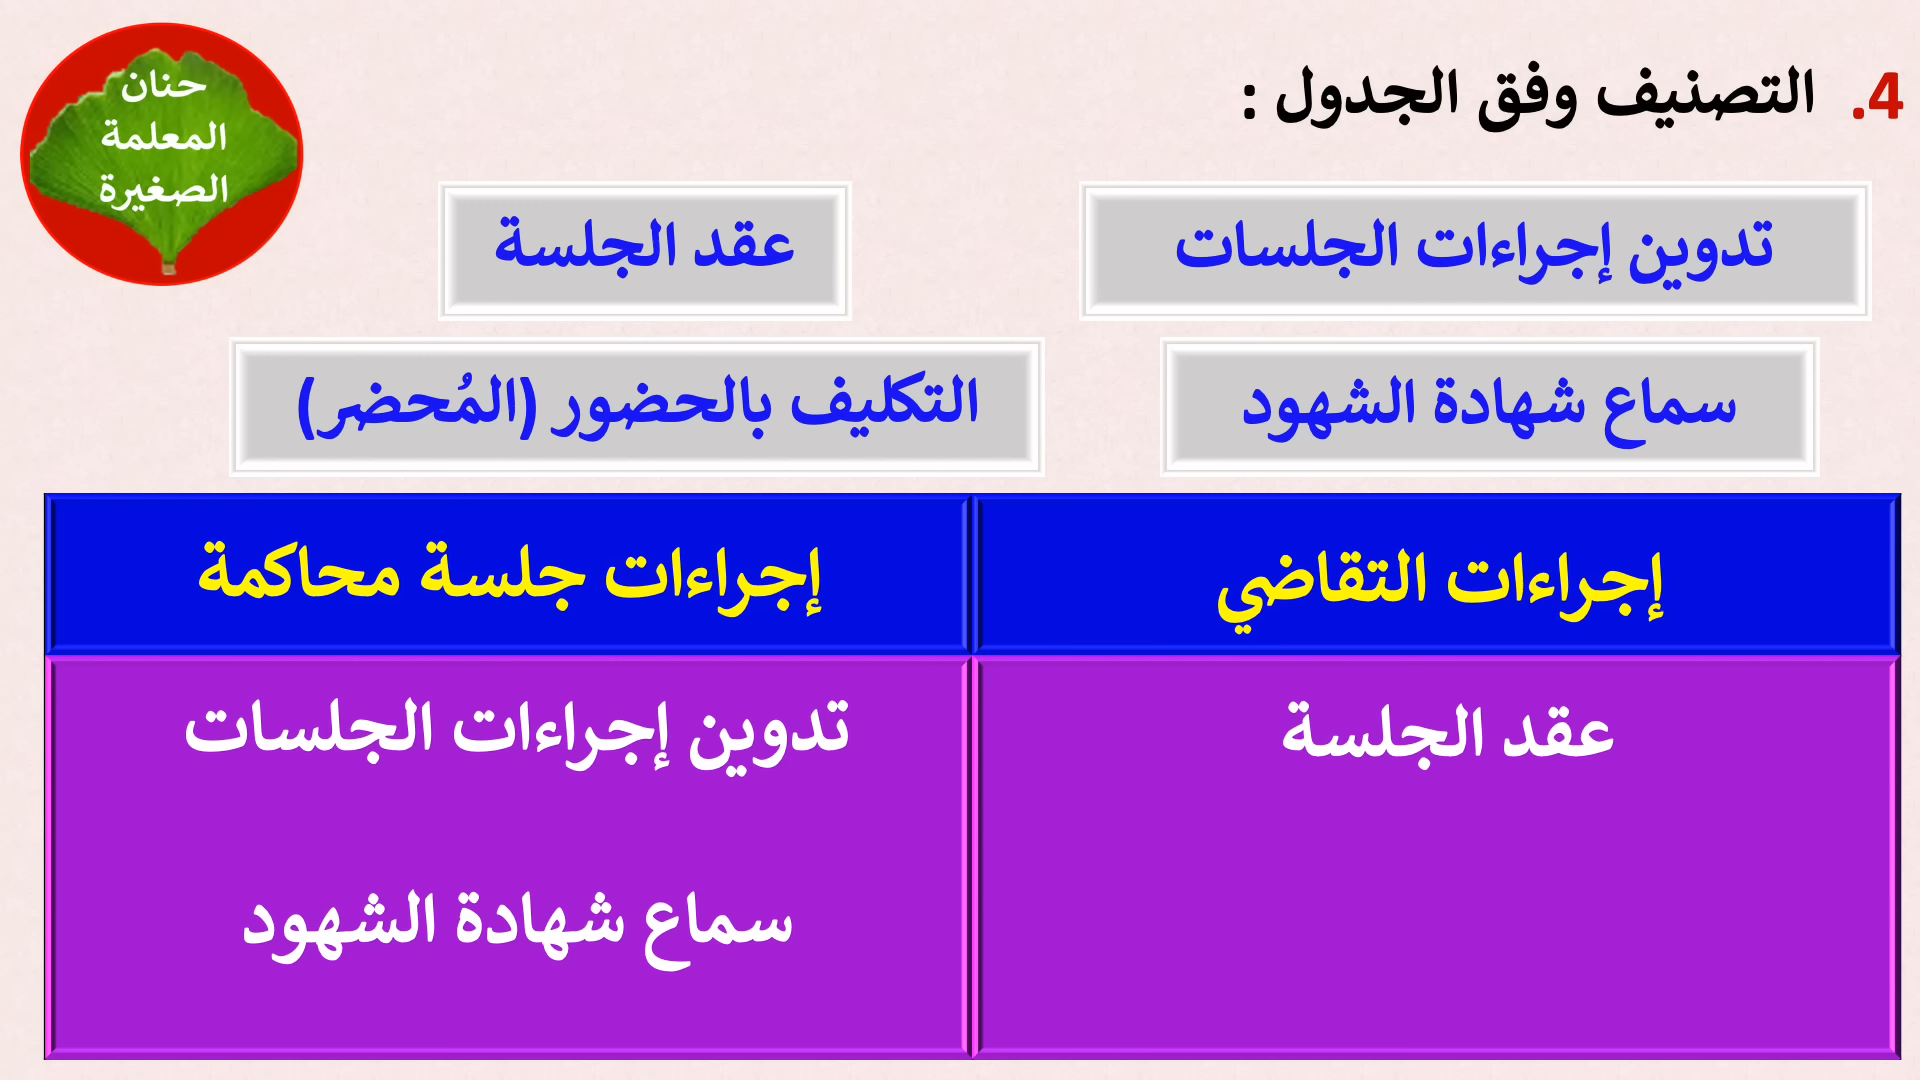 حنان
المعلمة
الصغيرة
4. التصنيف وفق الجدول :
تدوين إجراءات الجلسات
عقد الجلسة
سماع شهادة الشهود
التكليف بالحضور (المُحضر)
إجراءات التقاضي
إجراءات جلسة محاكمة
عقد الجلسة
تدوين إجراءات الجلسات
سماع شهادة الشهود